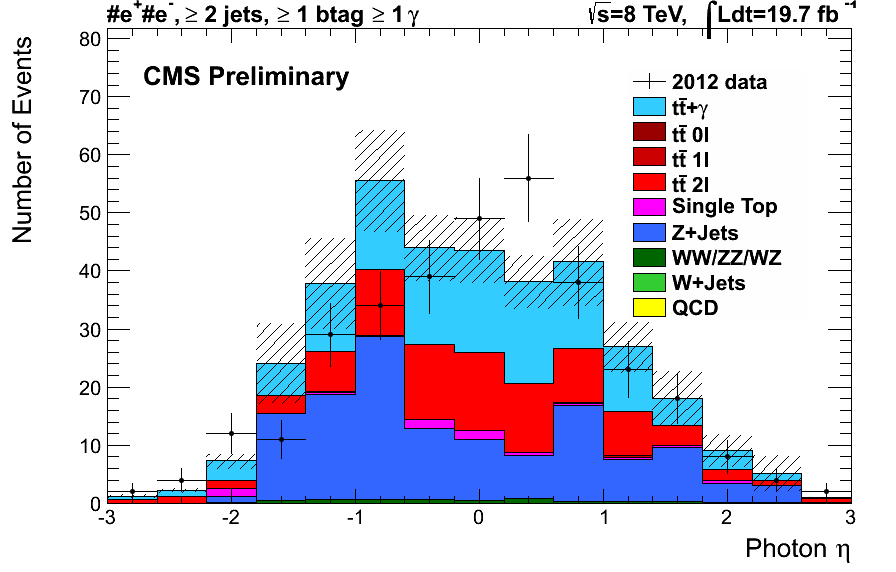 #e⁺#e⁻, ≥ 2 jets, ≥ 1 btag ≥ 1 γ
√s=8 TeV, ∫Ldt=19.7 fb⁻¹
Number of Events
80
70
60
50
40
30
20
10
0
CMS Preliminary
2012 data
tt̄+γ
tt̄ 0l
tt̄ 1l
tt̄ 2l
Single Top
Z+Jets
WW/ZZ/WZ
W+Jets
QCD
-3 -2 -1 0 1 2 3
Photon η